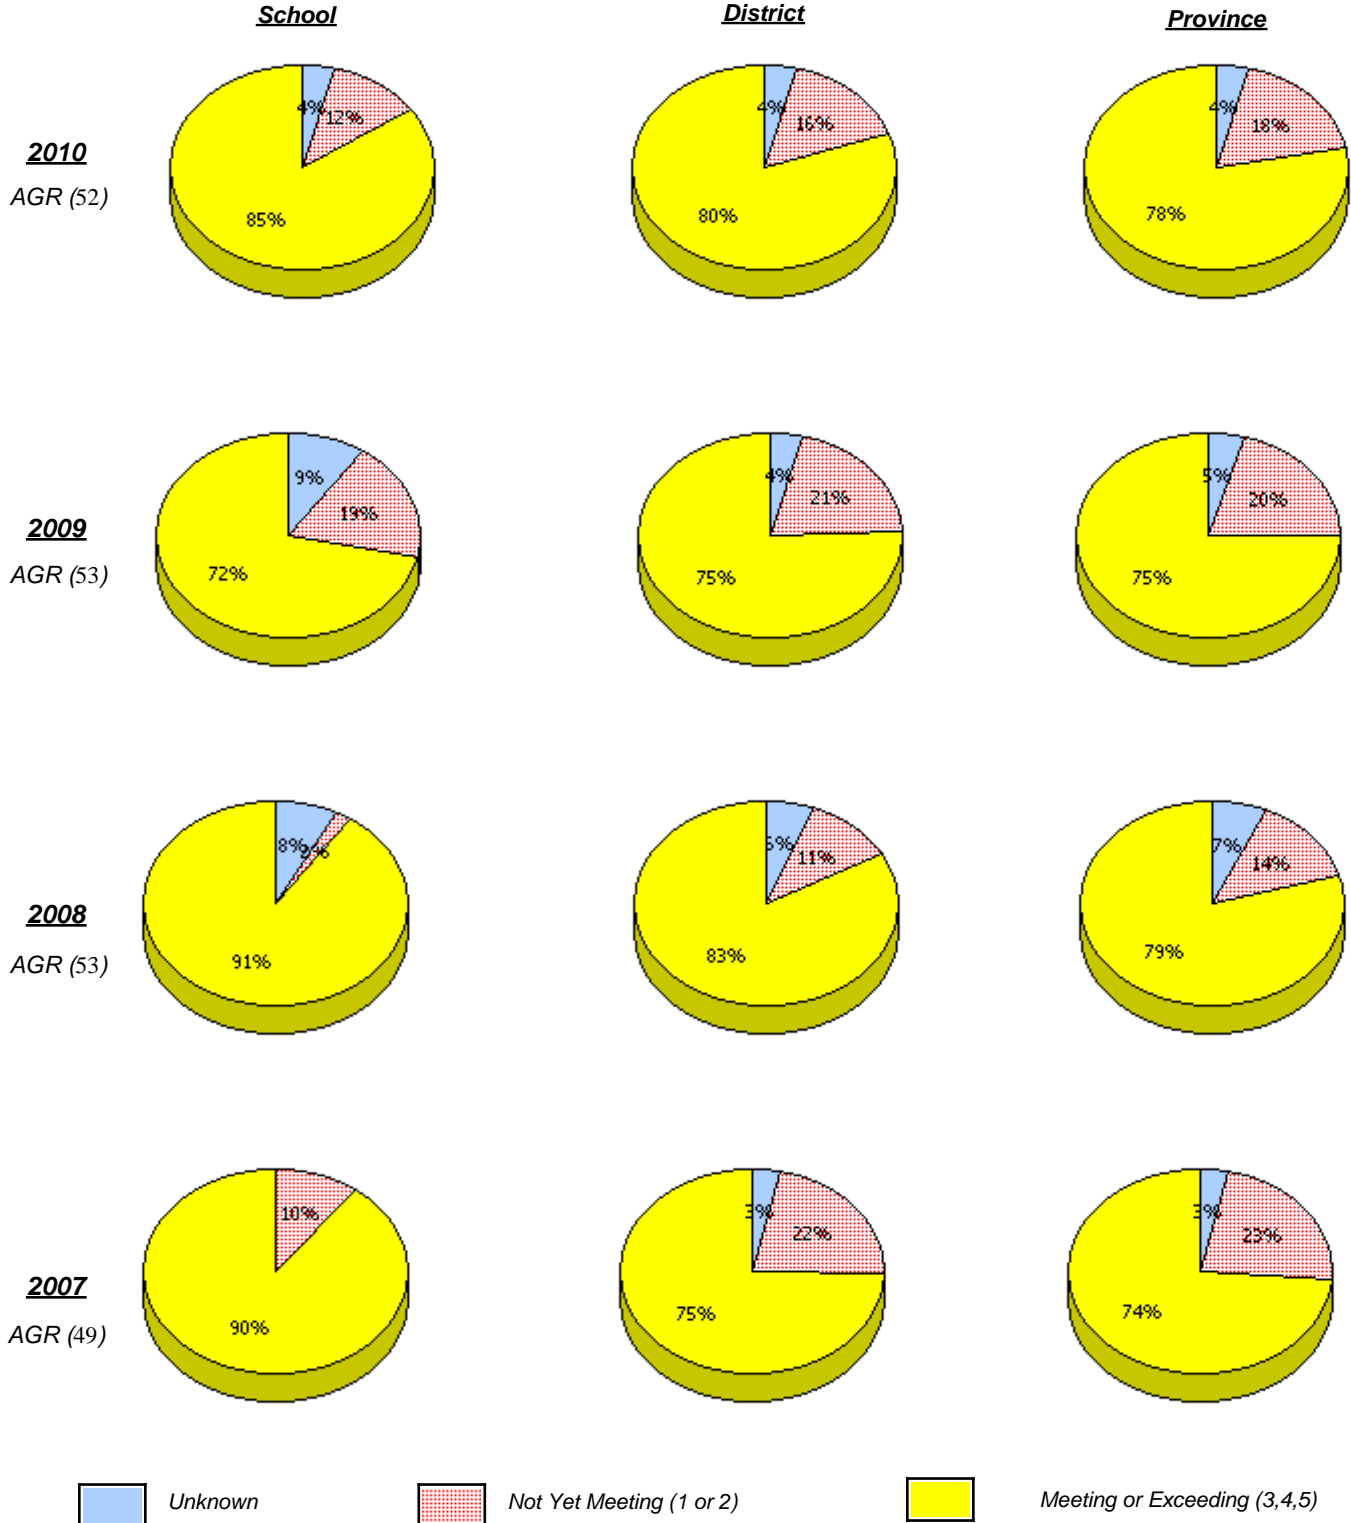 School District Province
4% 12% 85%
4% 16% 80%
4% 18% 78%
2010
AGR (52)
9% 19% 72%
4% 21% 75%
5% 20% 75%
2009
AGR (53)
8% 2% 91%
11% 83%
7% 14% 79%
2008
AGR (53)
10% 90%
3% 22% 75%
3% 23% 74%
2007
AGR (49)
Unknown Not Yet Meeting (1 or 2) Meeting or Exceeding (3,4,5)